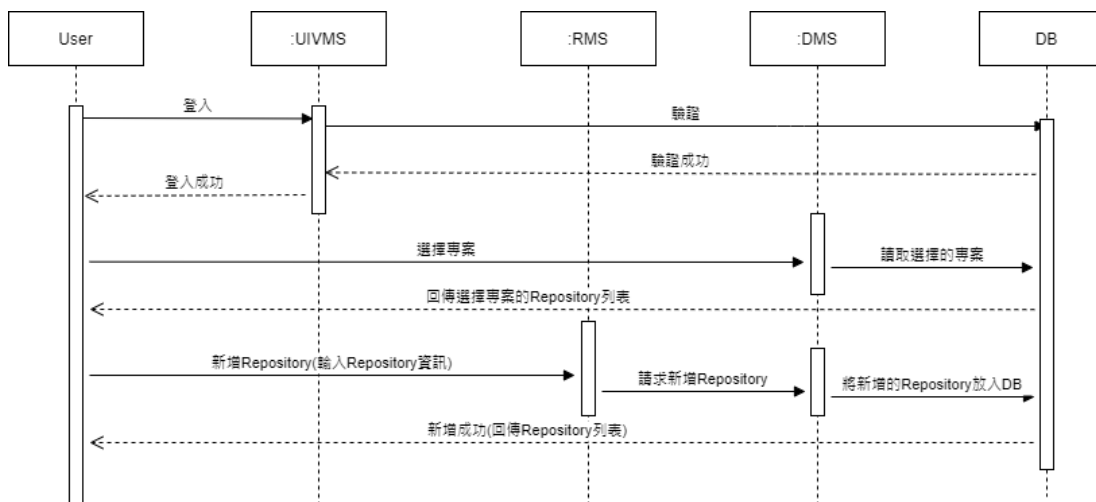 User
:UIVMS
:RMS
:DMS
DB
登入
驗證
驗證成功
登入成功
選擇專案
讀取選擇的專案
回傳選擇專案的Repository列表
新增Repository(輸入Repository資訊)
請求新增Repository
將新增的Repository放入DB
新增成功(回傳Repository列表)